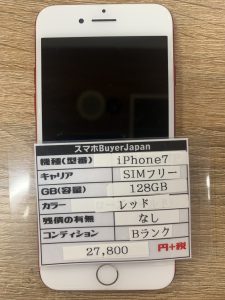 スマホBuyerJapan
機種(型番) iPhone7
キャリア SIMフリー
GB(容量) 128GB
カラー レッド
残債の有無 なし
コンディション Bランク
27,800 円+税